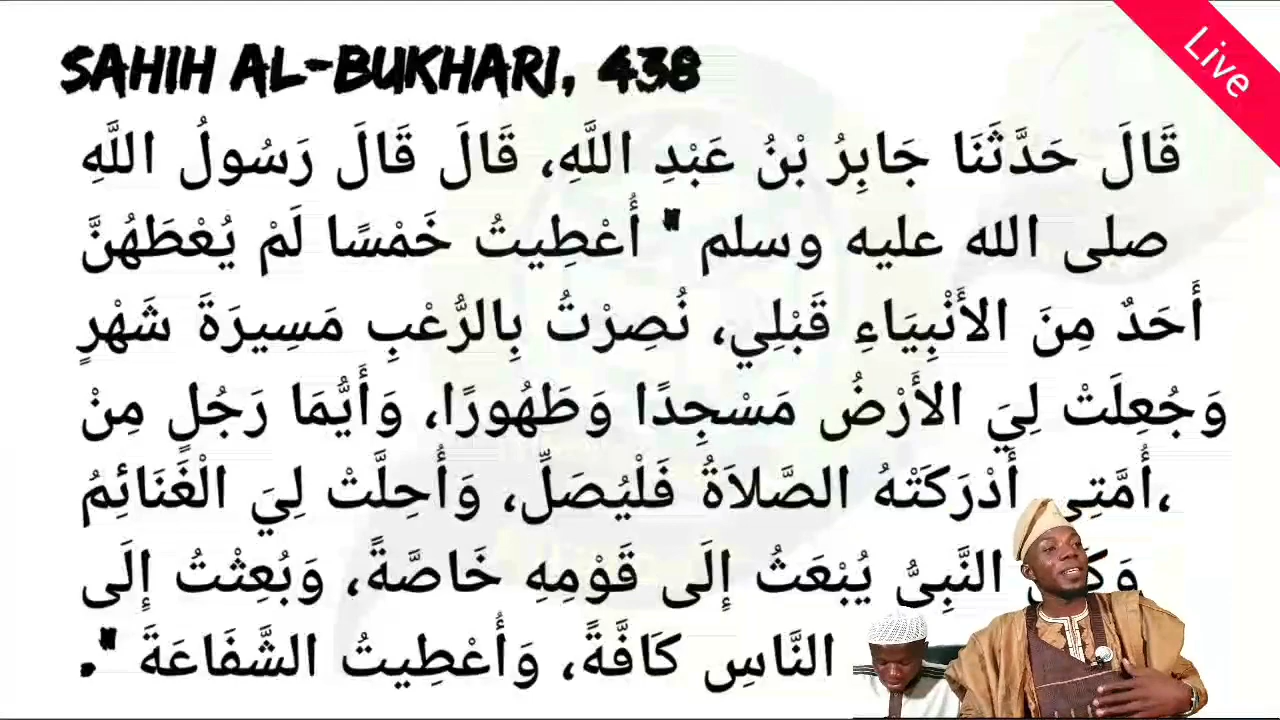 SAHIH AL-BUKHARI, 438
Live
قَالَ حَدَّثَنَا جَابِرُ بْنُ عَبْدِ اللَّهِ، قَالَ قَالَ رَسُولُ اللَّهِ
صلى الله عليه وسلم " أُعْطِيتُ خَمْسًا لَمْ يُعْطَهُنَّ
أَحَدٌ مِنَ الأَنْبِيَاءِ قَبْلِي، نُصِرْتُ بِالرُّعْبِ مَسِيرَةَ شَهْرٍ
وَجُعِلَتْ لِيَ الأَرْضُ مَسْجِدًا وَطَهُورًا، وَأَيُّمَا رَجُلٍ مِنْ
،أُمَّتِي أَدْرَكَتْهُ الصَّلاَةُ فَلْيُصَلِّ، وَأُحِلَّتْ لِيَ الْغَنَائِمُ
النَّبِيُّ يُبْعَثُ إِلَى قَوْمِهِ خَاصَّةً، وَبُعِثْتُ إِلَى
النَّاسِ كَافَّةً، وَأُعْطِيتُ الشَّفَاعَةَ ".